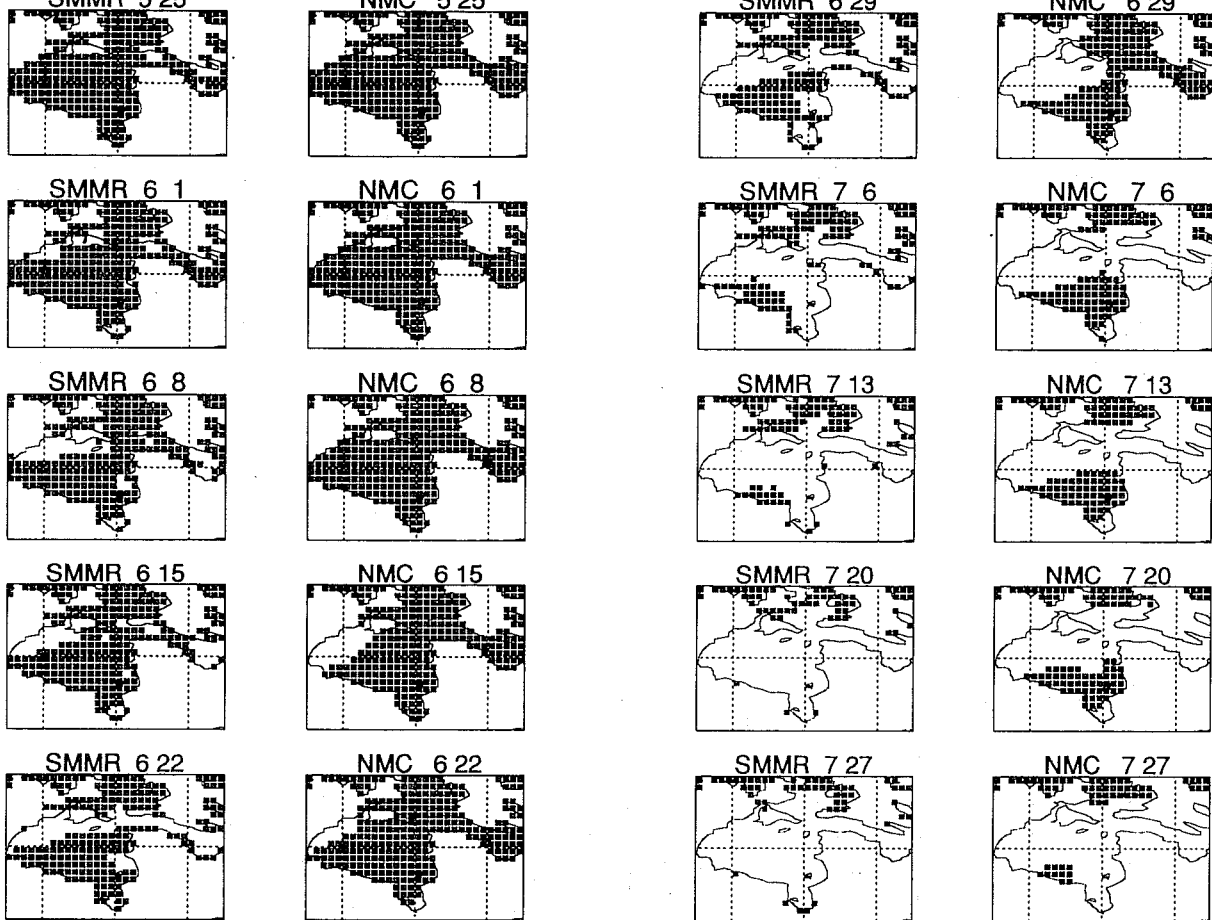 SMMR 5 25
NMC 5 25
SMMR 6 29
NMC 6 29
SMMR 6 1
NMC 6 1
SMMR 7 6
NMC 7 6
SMMR 6 8
NMC 6 8
SMMR 7 13
NMC 7 13
SMMR 6 15
NMC 6 15
SMMR 7 20
NMC 7 20
SMMR 6 22
NMC 6 22
SMMR 7 27
NMC 7 27